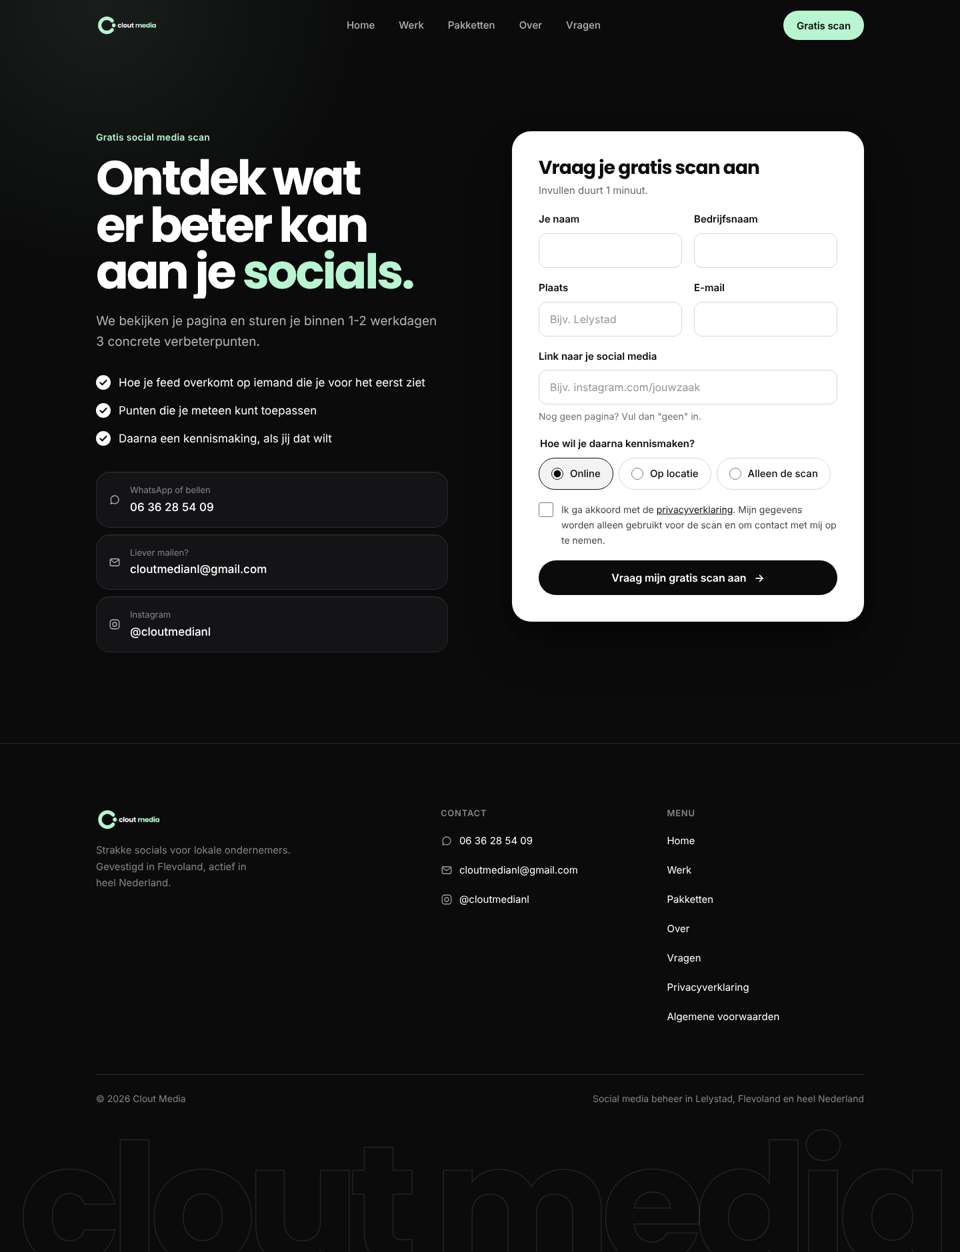 clout media
Home
Werk
Pakketten
Over
Vragen
Gratis scan
Gratis social media scan
Ontdek wat
er beter kan
aan je socials.
We bekijken je pagina en sturen je binnen 1-2 werkdagen
3 concrete verbeterpunten.
Hoe je feed overkomt op iemand die je voor het eerst ziet
Punten die je meteen kunt toepassen
Daarna een kennismaking, als jij dat wilt
WhatsApp of bellen
06 36 28 54 09
Liever mailen?
cloutmedianl@gmail.com
Instagram
@cloutmedianl
Vraag je gratis scan aan
Invullen duurt 1 minuut.
Je naam
Bedrijfsnaam
Plaats
E-mail
Bijv. Lelystad
Link naar je social media
Bijv. instagram.com/jouwzaak
Nog geen pagina? Vul dan "geen" in.
Hoe wil je daarna kennismaken?
Online
Op locatie
Alleen de scan
Ik ga akkoord met de privacyverklaring. Mijn gegevens
worden alleen gebruikt voor de scan en om contact met mij op
te nemen.
Vraag mijn gratis scan aan →
clout media
Strakke socials voor lokale ondernemers.
Gevestigd in Flevoland, actief in
heel Nederland.
CONTACT
06 36 28 54 09
cloutmedianl@gmail.com
@cloutmedianl
MENU
Home
Werk
Pakketten
Over
Vragen
Privacyverklaring
Algemene voorwaarden
© 2026 Clout Media
Social media beheer in Lelystad, Flevoland en heel Nederland
clout media